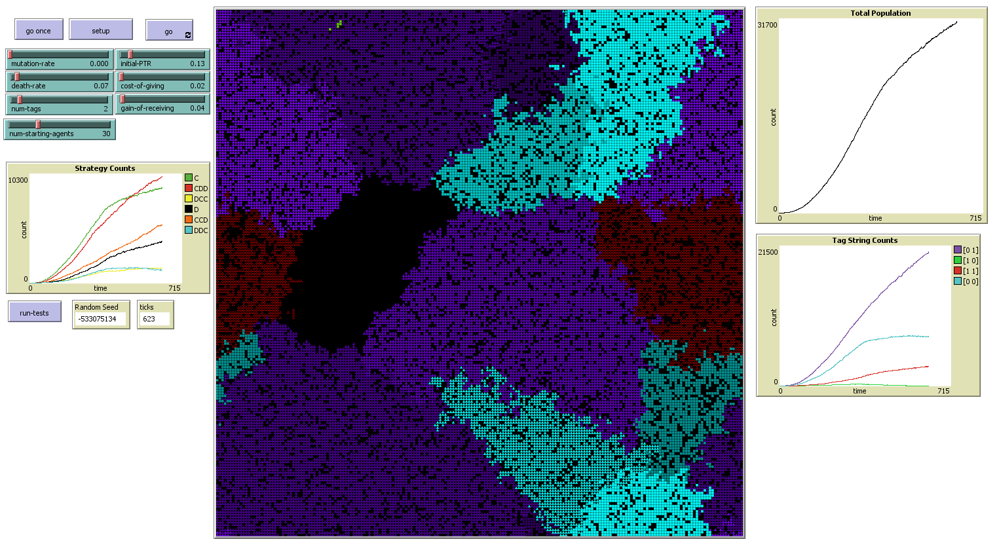 go once
setup
go
mutation-rate 0.000
initial-PTR 0.13
death-rate 0.07
cost-of-giving 0.02
num-tags 2
gain-of-receiving 0.04
num-starting-agents 30
Strategy Counts
10300
count
0
0
time
715
C
CDD
DCC
D
CCD
DDC
run-tests
Random Seed
-533075134
ticks
623
Total Population
31700
count
0
0
time
715
Tag String Counts
21500
count
0
0
time
715
[0 1]
[1 0]
[1 1]
[0 0]